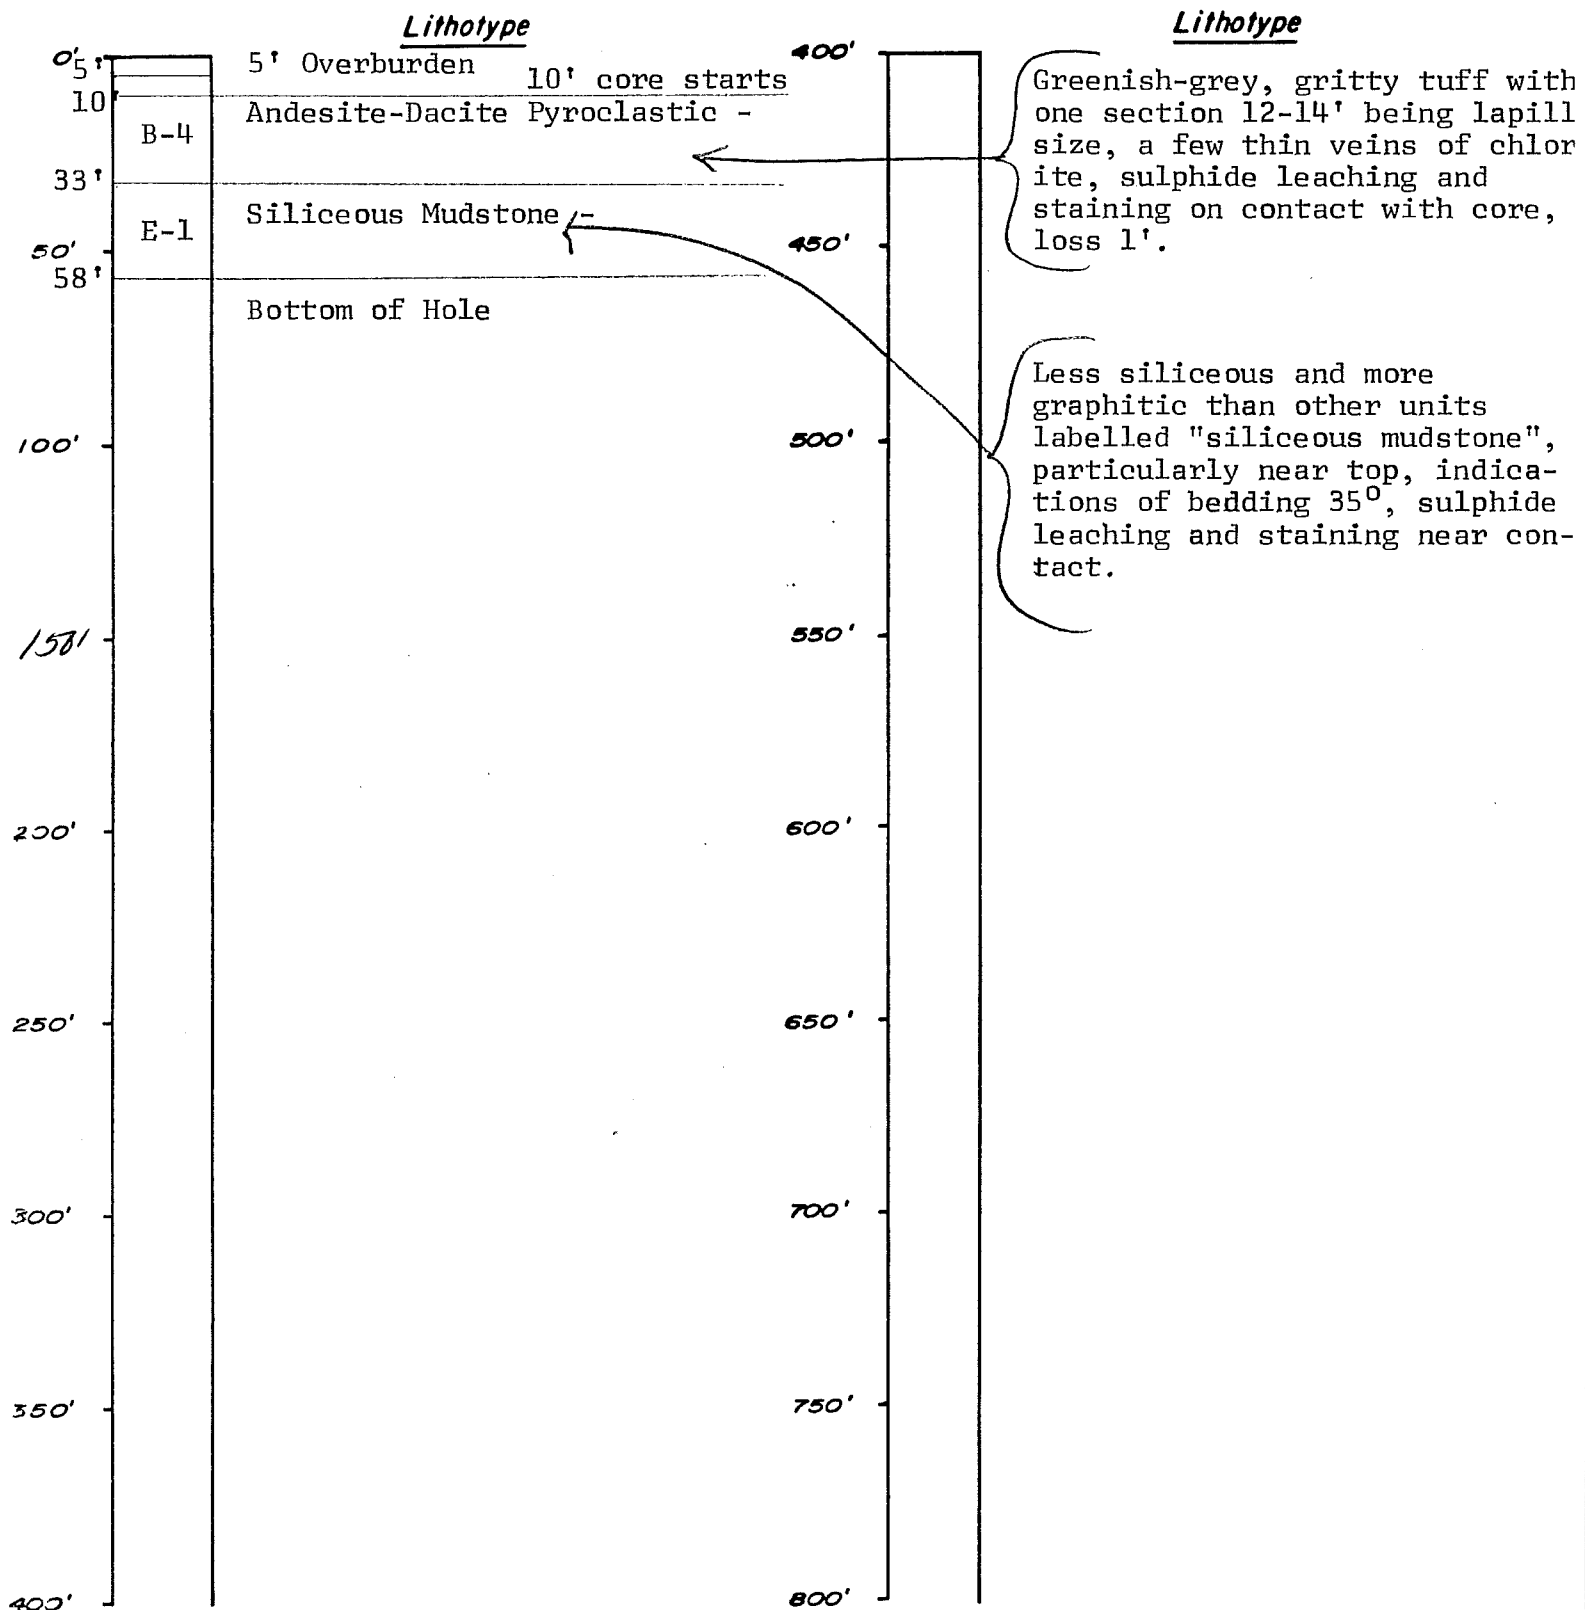 Lithotype
0'
5'
5' Overburden
10' core starts
10'
Andesite-Dacite Pyroclastic -
B-4
33'
Siliceous Mudstone -
E-1
50'
58'
Bottom of Hole
100'
150'
200'
250'
300'
350'
400'
Lithotype
400'
Greenish-grey, gritty tuff with
one section 12-14' being lapill
size, a few thin veins of chlor
ite, sulphide leaching and
staining on contact with core,
loss 1'.
450'
Less siliceous and more
graphitic than other units
labelled "siliceous mudstone",
particularly near top, indica-
tions of bedding 35°, sulphide
leaching and staining near con-
tact.
500'
550'
600'
650'
700'
750'
800'